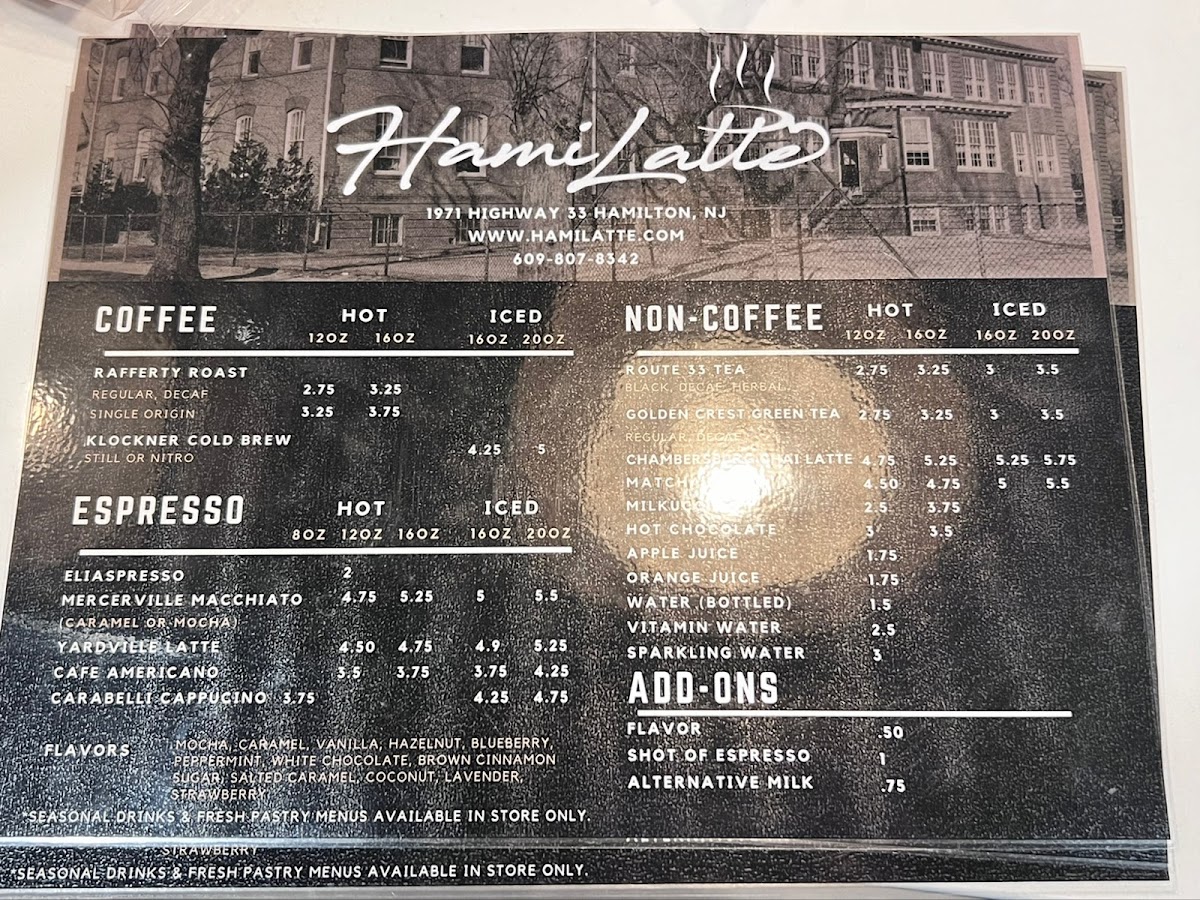 HamiLatte
1971 HIGHWAY 33 HAMILTON, NJ
WWW.HAMILATTE.COM
609-807-8342
COFFEE HOT ICED
12OZ 16OZ 16OZ 20OZ
RAFFERTY ROAST
REGULAR, DECAF 2.75 3.25
SINGLE ORIGIN 3.25 3.75
KLOCKNER COLD BREW 4.25 5
STILL OR NITRO
ESPRESSO HOT ICED
8OZ 12OZ 16OZ 16OZ 20OZ
ELIASPRESSO 2
MERCERVILLE MACCHIATO 4.75 5.25 5 5.5
(CARAMEL OR MOCHA)
YARDVILLE LATTE 4.50 4.75 4.9 5.25
CAFE AMERICANO 3.5 3.75 3.75 4.25
CARABELLI CAPPUCINO 3.75 4.25 4.75
FLAVORS MOCHA, CARAMEL, VANILLA, HAZELNUT, BLUEBERRY,
PEPPERMINT, WHITE CHOCOLATE, BROWN CINNAMON
SUGAR, SALTED CARAMEL, COCONUT, LAVENDER,
STRAWBERRY
*SEASONAL DRINKS & FRESH PASTRY MENUS AVAILABLE IN STORE ONLY.
NON-COFFEE HOT ICED
12OZ 16OZ 16OZ 20OZ
ROUTE 33 TEA 2.75 3.25 3 3.5
BLACK, DECAF, HERBAL
GOLDEN CREST GREEN TEA 2.75 3.25 3 3.5
REGULAR, DECAF
CHAMBERSBURG CHAI LATTE 4.75 5.25 5.25 5.75
4.50 4.75 5 5.5
2.5 3.75
HOT CHOCOLATE 3 3.5
APPLE JUICE 1.75
ORANGE JUICE 1.75
WATER (BOTTLED) 1.5
VITAMIN WATER 2.5
SPARKLING WATER 3
ADD-ONS
FLAVOR .50
SHOT OF ESPRESSO 1
ALTERNATIVE MILK .75
STRAWBERRY
*SEASONAL DRINKS & FRESH PASTRY MENUS AVAILABLE IN STORE ONLY.